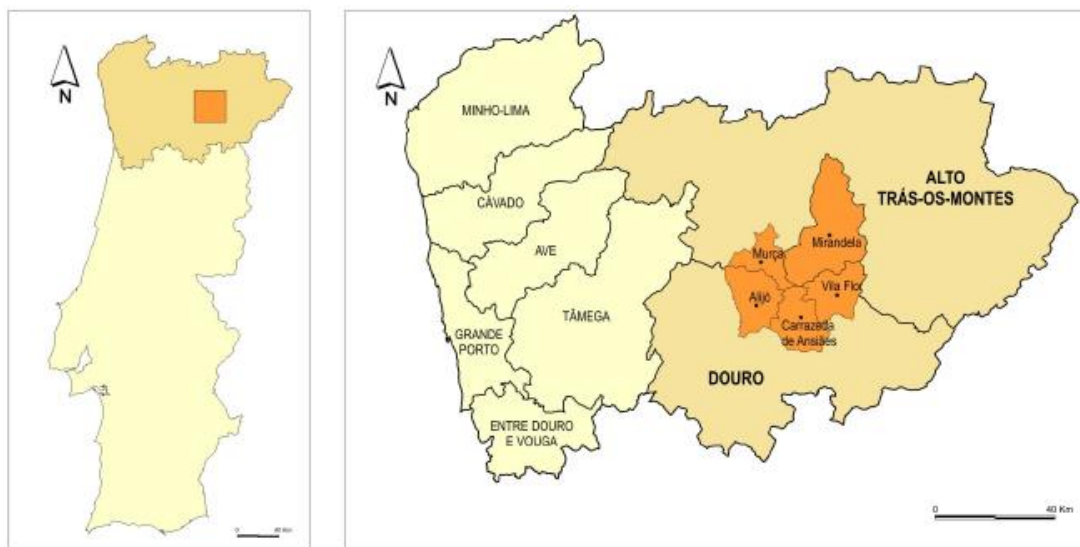 N
0 40 Km
N
MINHO-LIMA
CÁVADO
AVE
TÂMEGA
GRANDE
PORTO
ENTRE DOURO
E VOUGA
ALTO
TRÁS-OS-MONTES
Mirandela
Murça
Vila Flor
Alijó
Carrazeda
de Ansiães
DOURO
0 40 Km